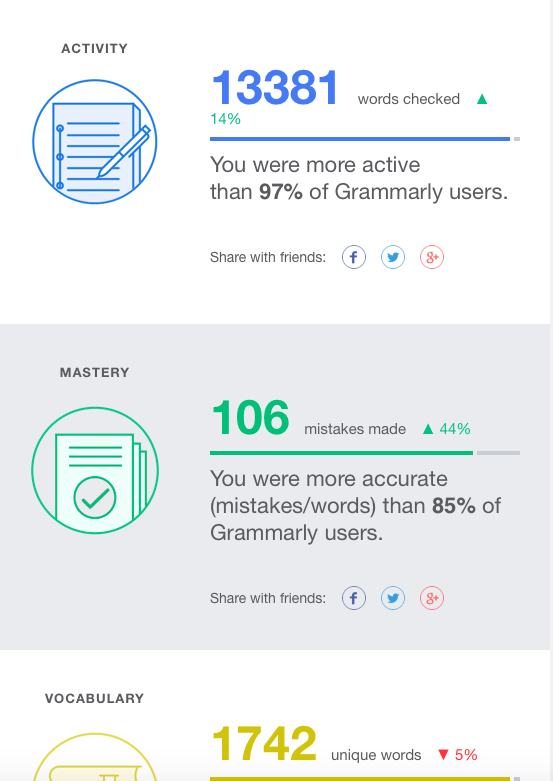 ACTIVITY
13381 words checked ▲
14%
You were more active
than 97% of Grammarly users.
Share with friends: f g+
MASTERY
106 mistakes made ▲ 44%
You were more accurate
(mistakes/words) than 85% of
Grammarly users.
Share with friends: f g+
VOCABULARY
1742 unique words ▼ 5%